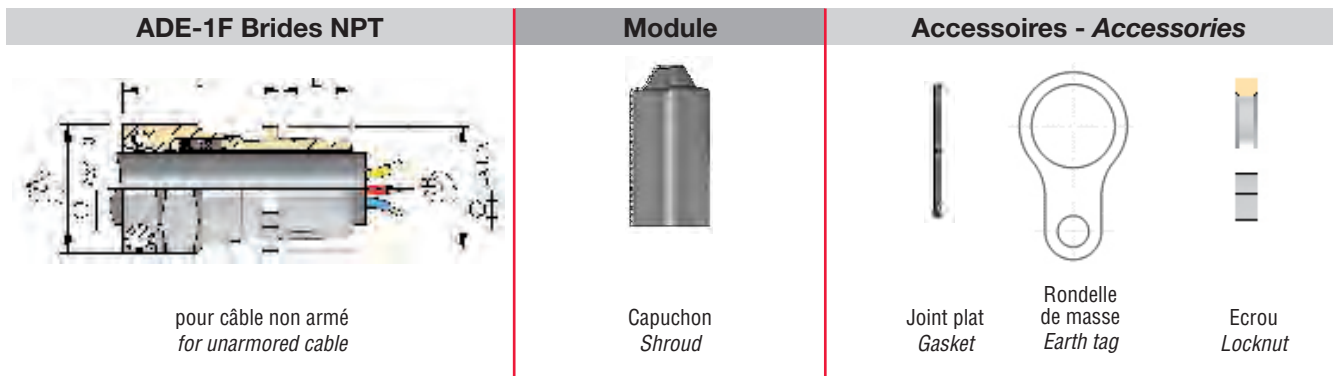 ADE-1F Brides NPT
Module
Accessoires - Accessories
pour câble non armé
for unarmored cable
Capuchon
Shroud
Joint plat
Gasket
Rondelle
de masse
Earth tag
Ecrou
Locknut